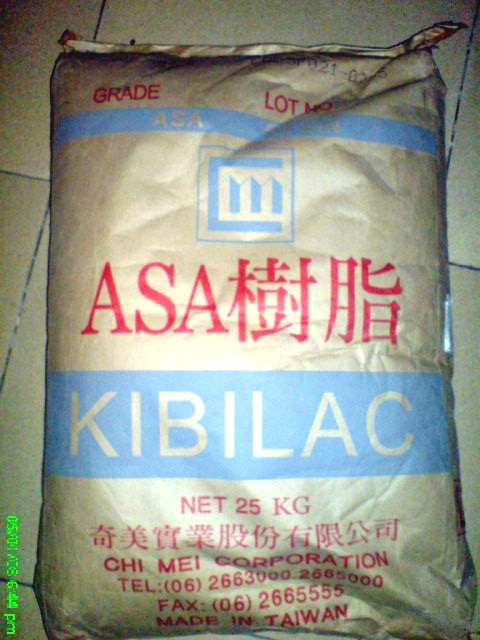 GRADE
LOT NO
ASA
ASA樹脂
KIBILAC
NET 25 KG
奇美實業股份有限公司
CHI MEI CORPORATION
TEL:(06) 2663000.2665000
FAX: (06) 2665555
MADE IN TAIWAN